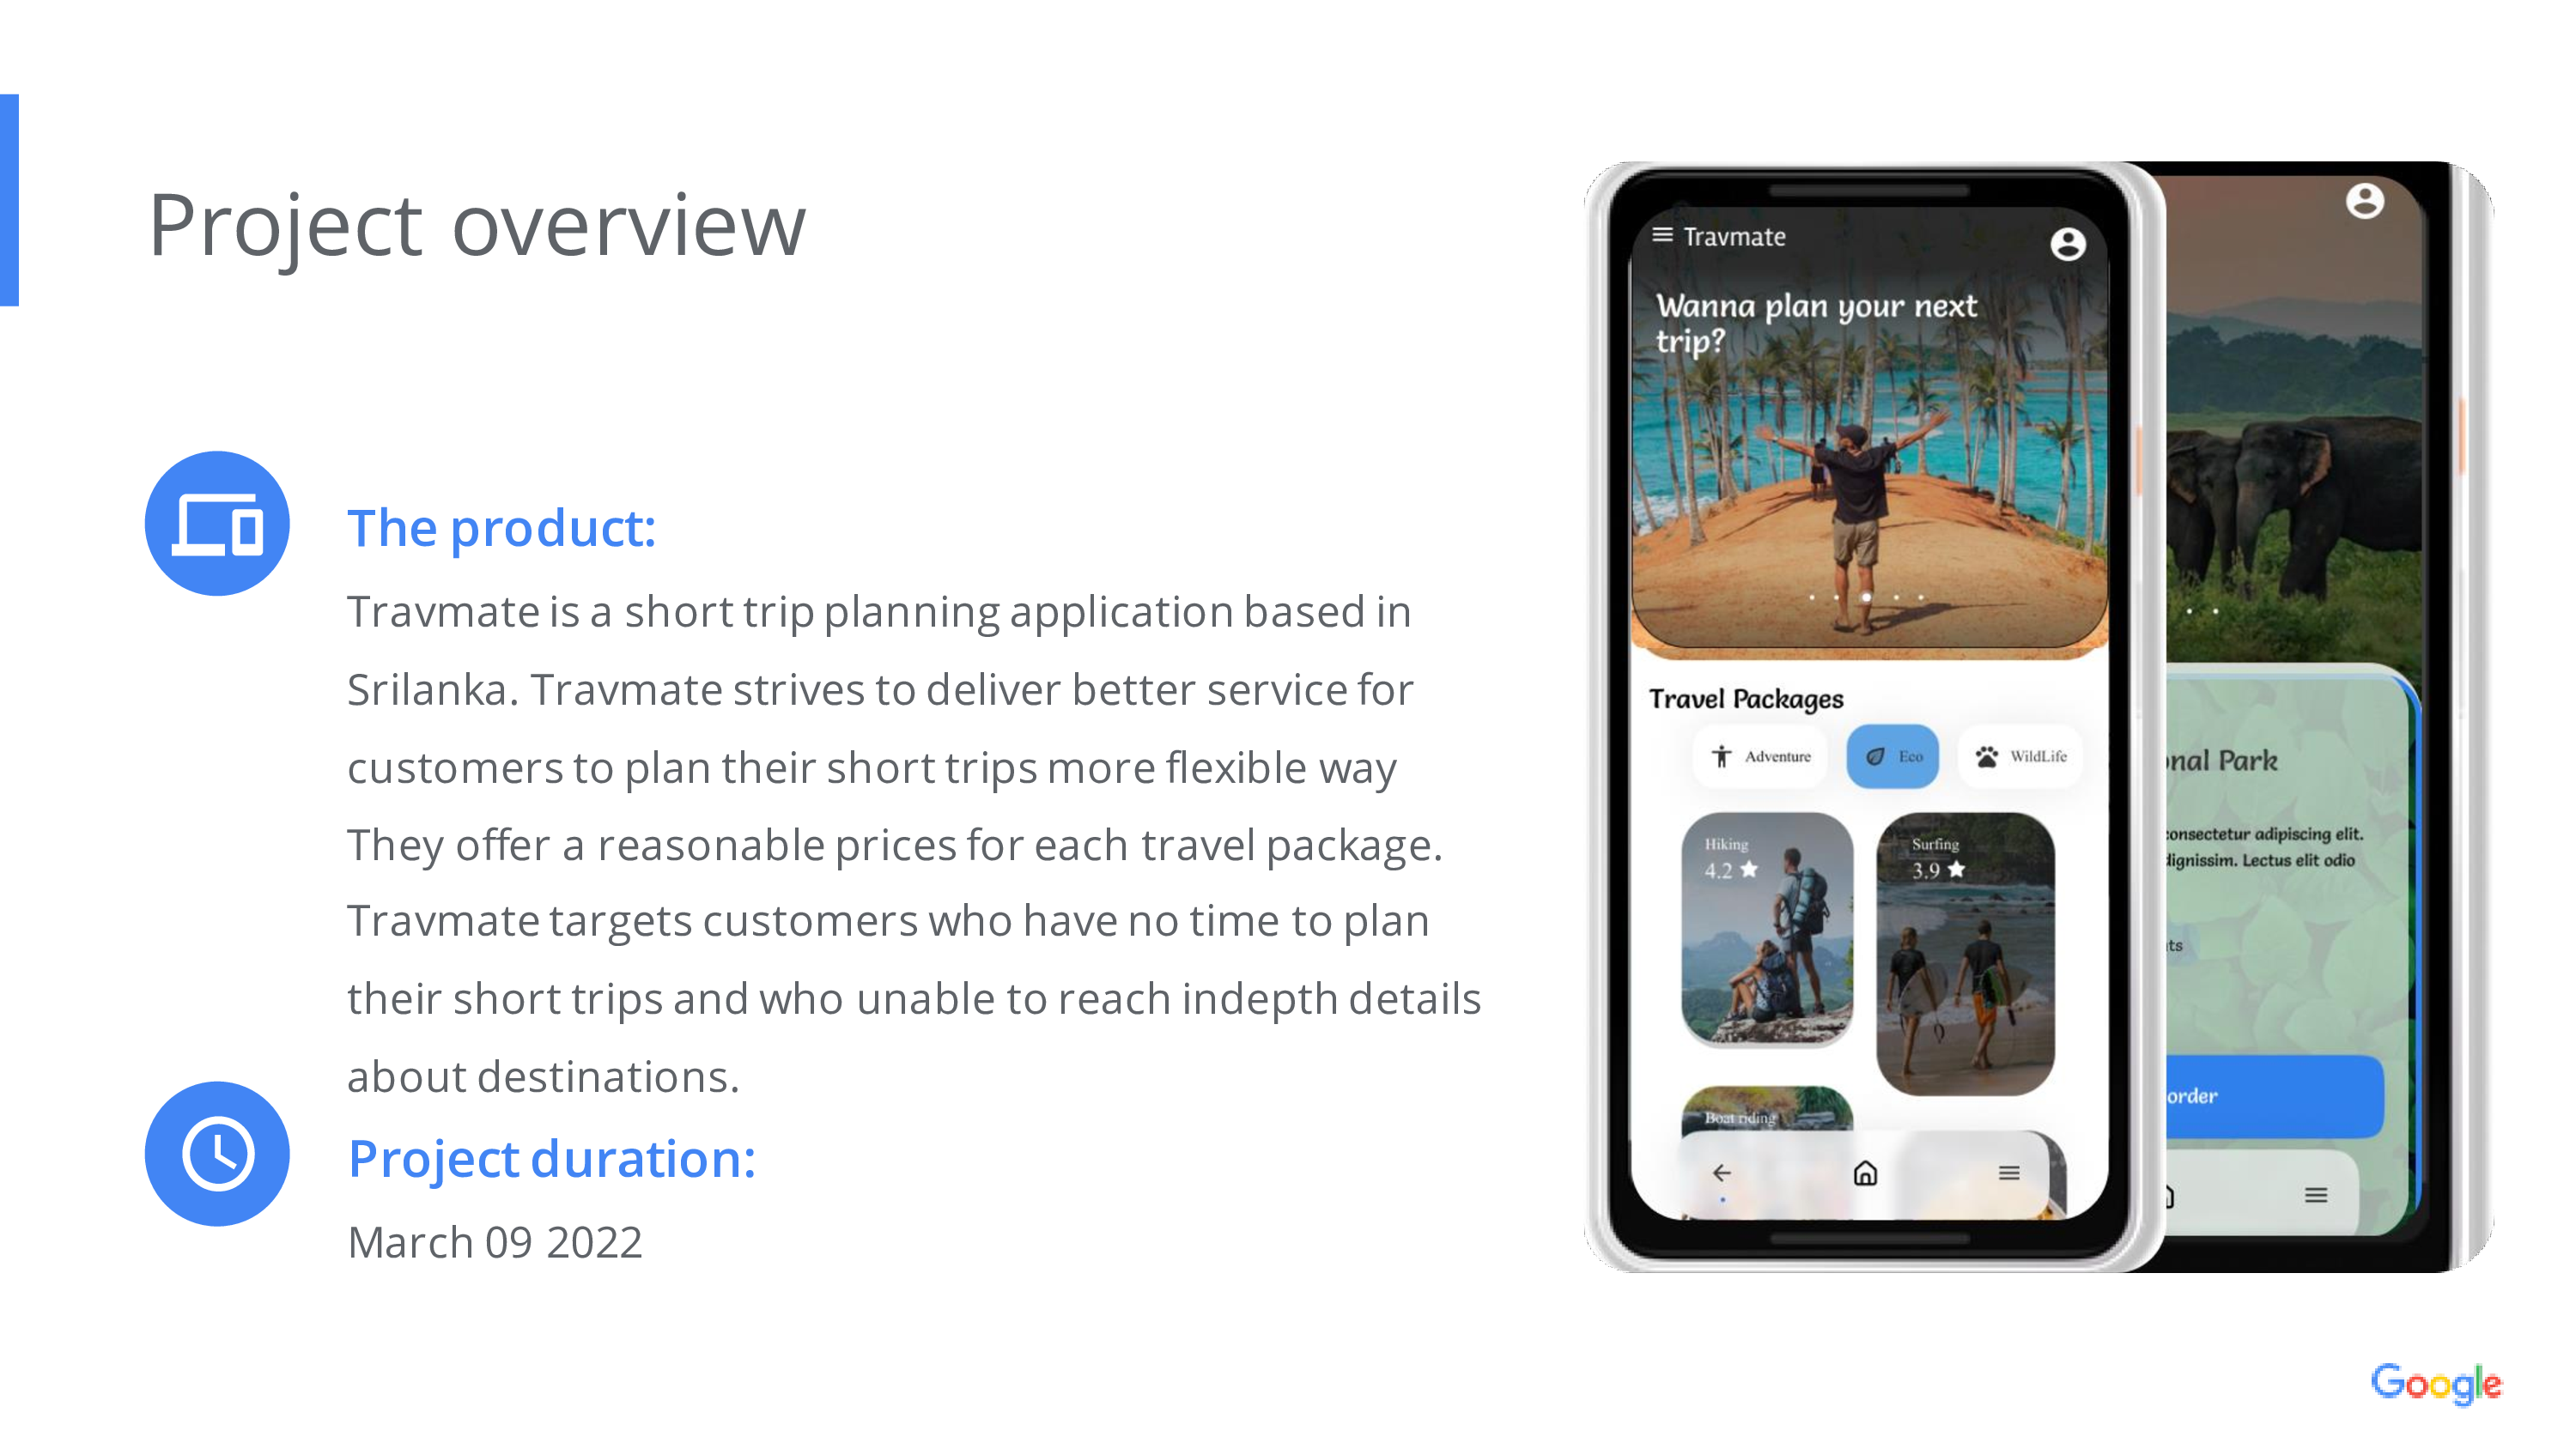 Project overview
The product:
Travmate is a short trip planning application based in
Srilanka. Travmate strives to deliver better service for
customers to plan their short trips more flexible way
They offer a reasonable prices for each travel package.
Travmate targets customers who have no time to plan
their short trips and who unable to reach indepth details
about destinations.
Project duration:
March 09 2022
Travmate
Wanna plan your next
trip?
Travel Packages
Adventure
Eco
WildLife
Hiking
4.2
Surfing
3.9
Boat riding
Park
consectetur adipiscing elit.
dignissim. Lectus elit odio
order
Google